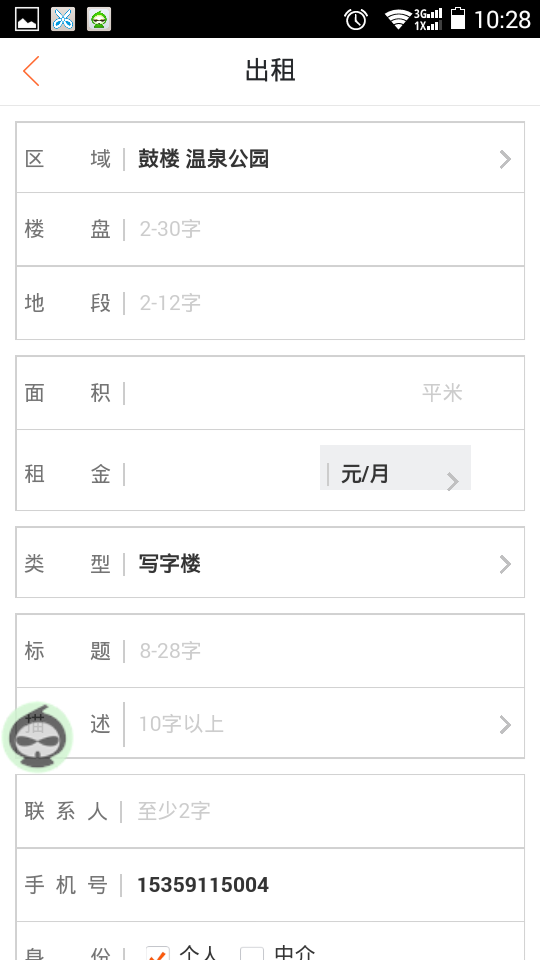 3G 1X 10:28
出租
区域 鼓楼 温泉公园
楼盘 2-30字
地段 2-12字
面积 平米
租金 元/月
类型 写字楼
标题 8-28字
描述 10字以上
联系人 至少2字
手机号 15359115004
身份 个人 中介